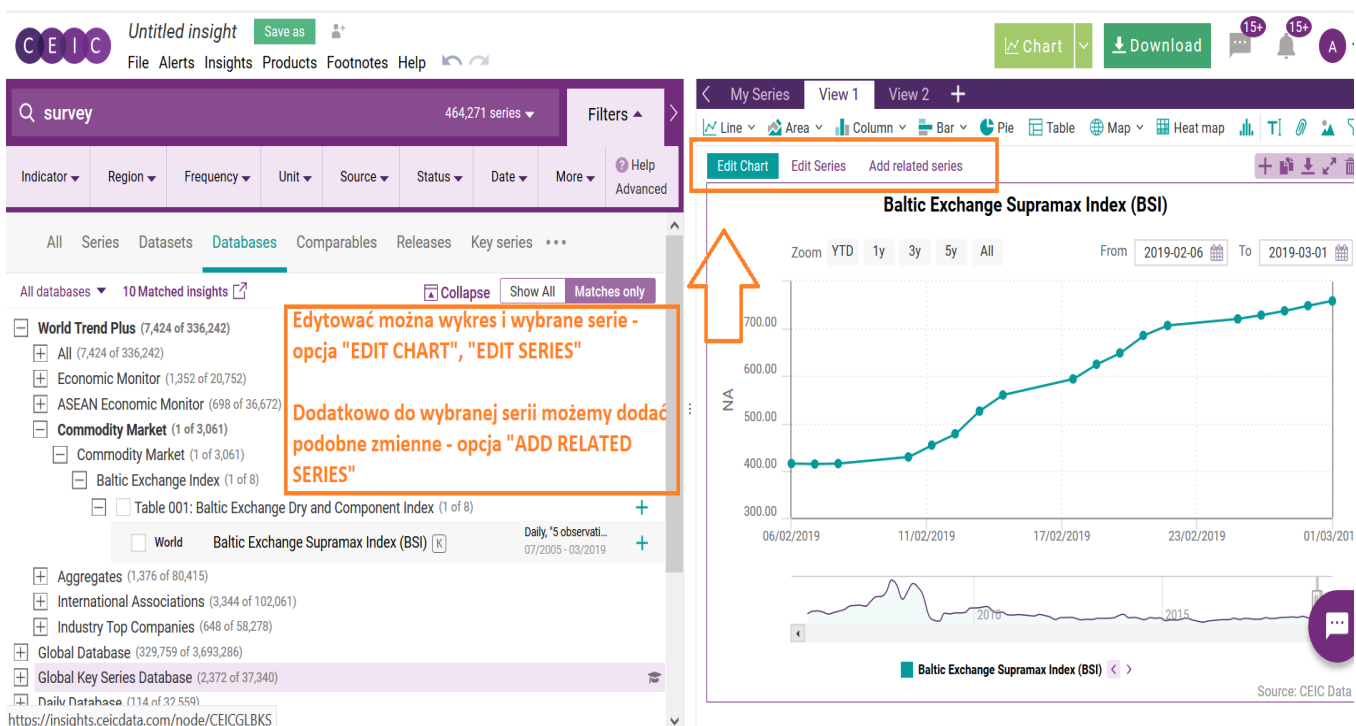 CEIC
Untitled insight
Save as
File Alerts Insights Products Footnotes Help
Chart
Download
15+
15+
A
survey
464,271 series
Filters
Indicator
Region
Frequency
Unit
Source
Status
Date
More
Help
Advanced
All Series Datasets Databases Comparables Releases Key series
All databases
10 Matched insights
Collapse
Show All
Matches only
World Trend Plus (7,424 of 336,242)
All (7,424 of 336,242)
Economic Monitor (1,352 of 20,752)
ASEAN Economic Monitor (698 of 36,672)
Commodity Market (1 of 3,061)
Commodity Market (1 of 3,061)
Baltic Exchange Index (1 of 8)
Table 001: Baltic Exchange Dry and Component Index (1 of 8)
World Baltic Exchange Supramax Index (BSI) K
Daily, "5 observati...
07/2005 - 03/2019
Aggregates (1,376 of 80,415)
International Associations (3,344 of 102,061)
Industry Top Companies (648 of 58,278)
Global Database (329,759 of 3,693,286)
Global Key Series Database (2,372 of 37,340)
Daily Database (114 of 32,559)
https://insights.ceicdata.com/node/CEICGLBKS
Edytować można wykres i wybrane serie -
opcja "EDIT CHART", "EDIT SERIES"
Dodatkowo do wybranej serii możemy dodać
podobne zmienne - opcja "ADD RELATED
SERIES"
My Series View 1 View 2
Line Area Column Bar Pie Table Map Heat map
Edit Chart Edit Series Add related series
Baltic Exchange Supramax Index (BSI)
Zoom YTD 1y 3y 5y All
From 2019-02-06 To 2019-03-01
700.00
600.00
500.00
400.00
300.00
NA
06/02/2019 11/02/2019 17/02/2019 23/02/2019 01/03/201
2010 2015
Baltic Exchange Supramax Index (BSI)
Source: CEIC Data